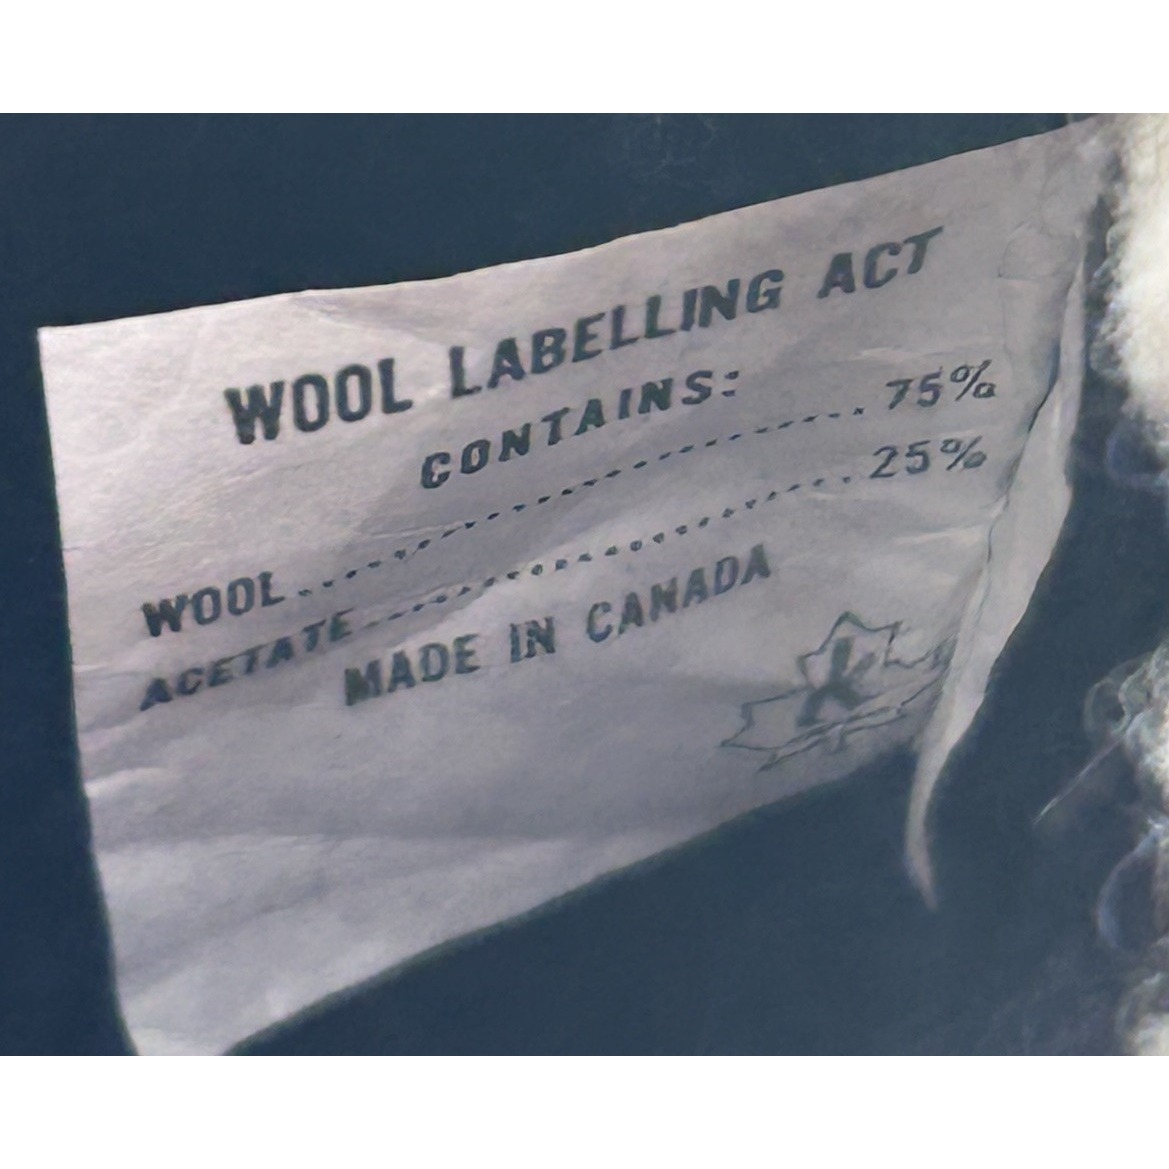 WOOL LABELLING ACT
CONTAINS:
WOOL.......................................75%
ACETATE.................................25%
MADE IN CANADA